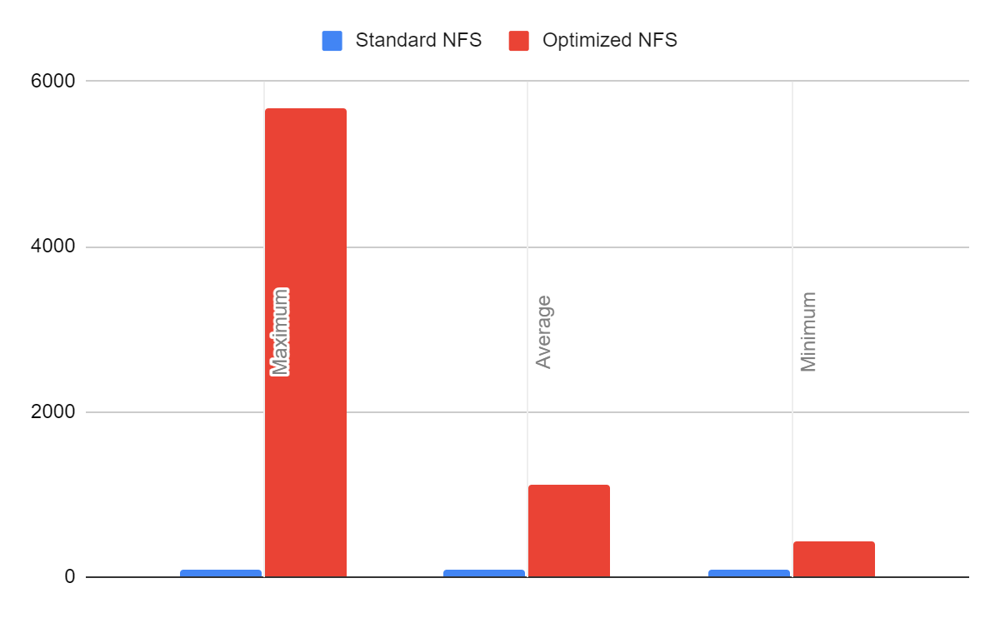 Standard NFS Optimized NFS
6000
4000
Maximum
Average
Minimum
2000
0